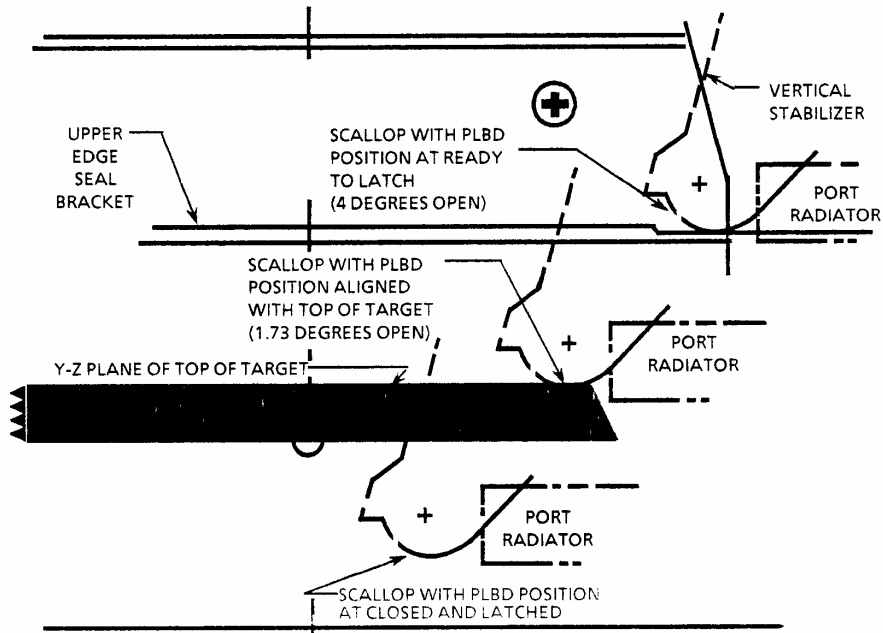 VERTICAL
STABILIZER
UPPER
EDGE
SEAL
BRACKET
SCALLOP WITH PLBD
POSITION AT READY
TO LATCH
(4 DEGREES OPEN)
PORT
RADIATOR
SCALLOP WITH PLBD
POSITION ALIGNED
WITH TOP OF TARGET
(1.73 DEGREES OPEN)
PORT
RADIATOR
Y-Z PLANE OF TOP OF TARGET
PORT
RADIATOR
SCALLOP WITH PLBD POSITION
AT CLOSED AND LATCHED